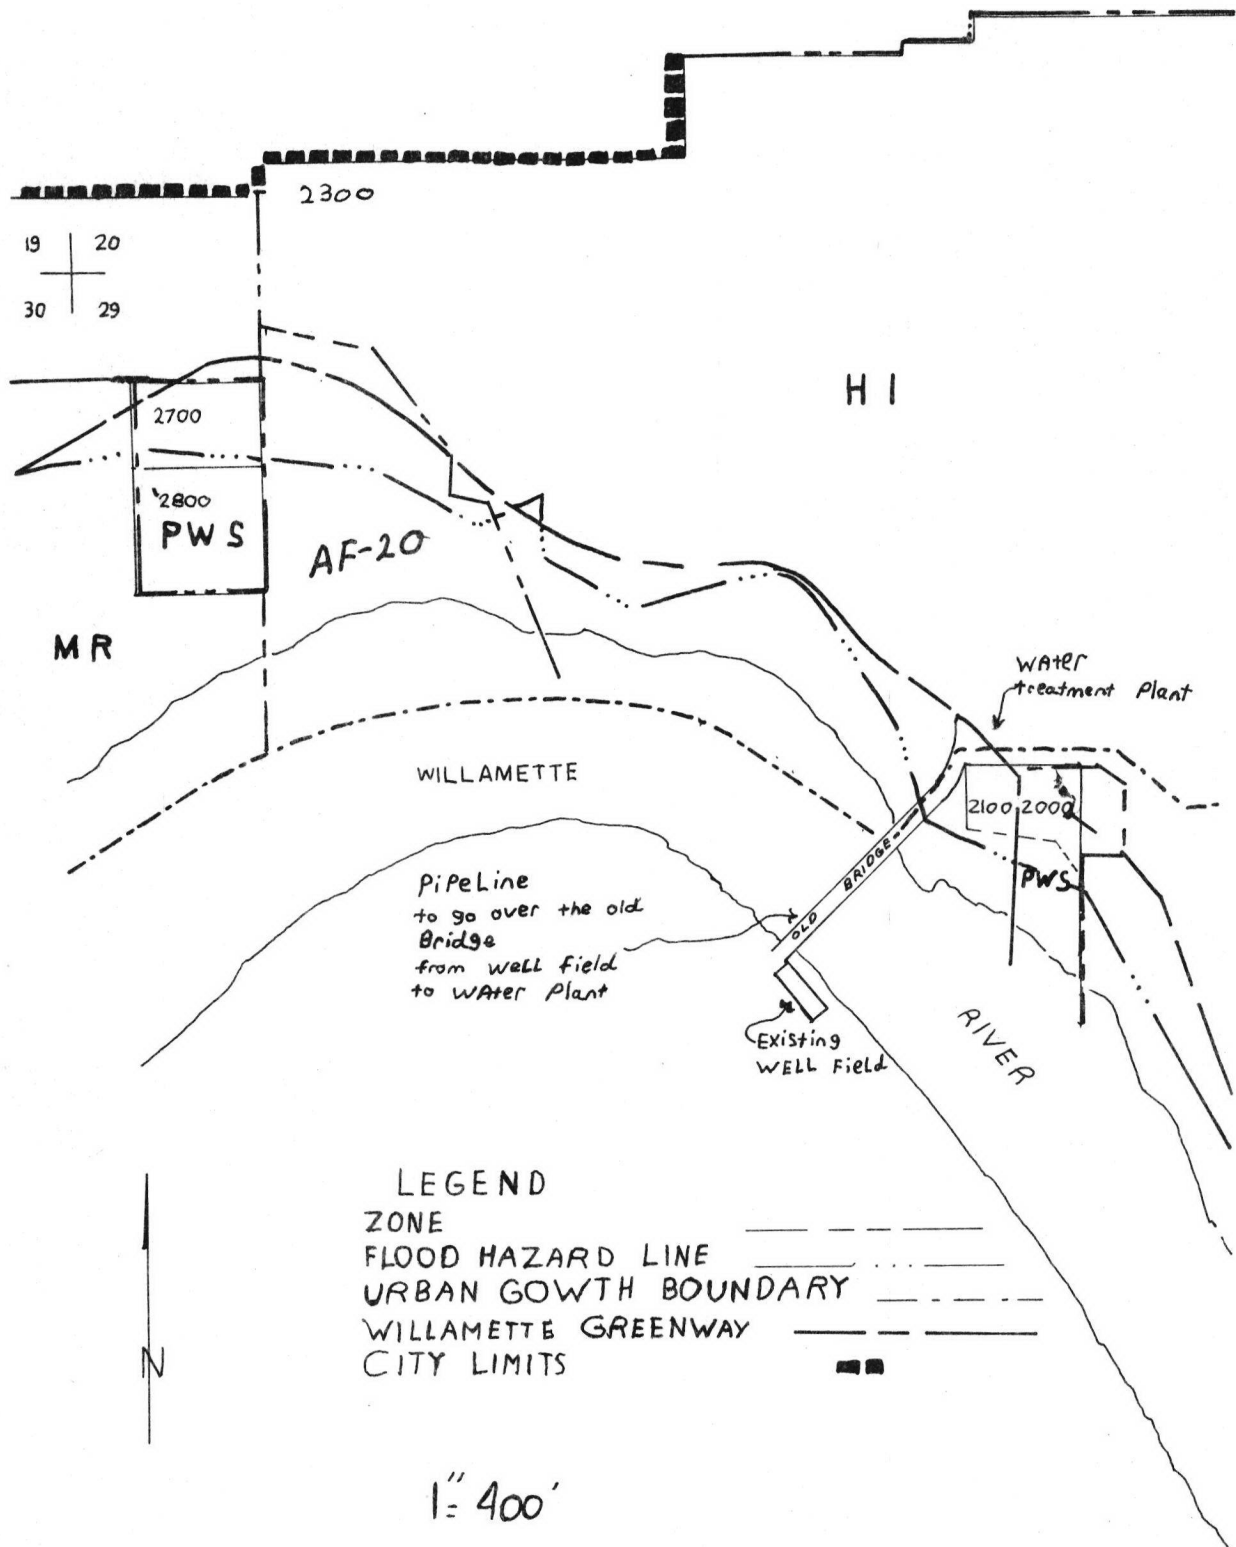 2300
19 20
30 29
H I
2700
2800
PWS
AF-20
MR
WAter
treatment Plant
WILLAMETTE
2100 2000
BRIDGE
OLD
PWS
PiPeLine
to go over the old
Bridge
from well field
to WAter Plant
RIVER
Existing
WELL Field
LEGEND
ZONE
FLOOD HAZARD LINE
URBAN GOWTH BOUNDARY
WILLAMETTE GREENWAY
CITY LIMITS
N
1"= 400'